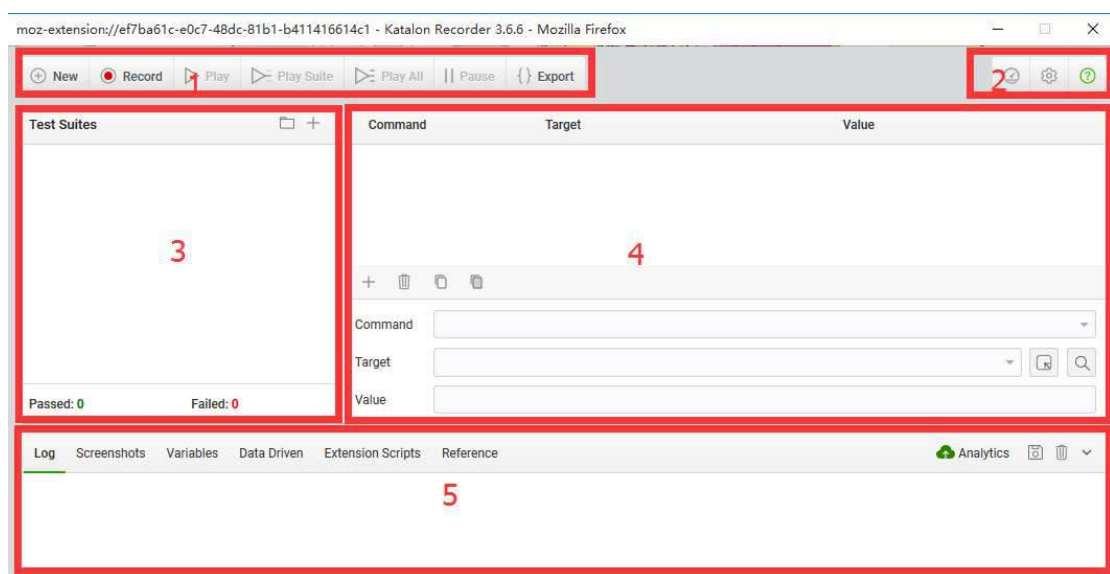 moz-extension://ef7ba61c-e0c7-48dc-81b1-b411416614c1 - Katalon Recorder 3.6.6 - Mozilla Firefox
New Record Play Play Suite Play All Pause {} Export
1
2
Test Suites
3
Passed: 0 Failed: 0
Command Target Value
4
Command
Target
Value
Log Screenshots Variables Data Driven Extension Scripts Reference Analytics
5